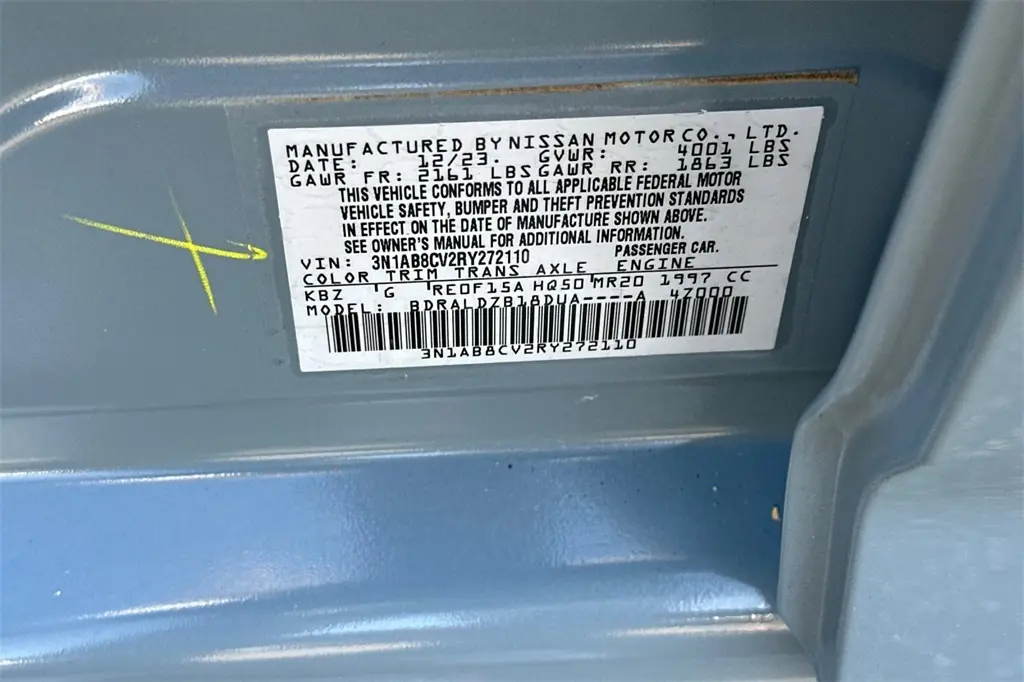 MANUFACTURED BY NISSAN MOTOR CO., LTD.
DATE: 12/23. GVWR: 4001 LBS
GAWR FR: 2161 LBS GAWR RR: 1863 LBS
THIS VEHICLE CONFORMS TO ALL APPLICABLE FEDERAL MOTOR
VEHICLE SAFETY, BUMPER AND THEFT PREVENTION STANDARDS
IN EFFECT ON THE DATE OF MANUFACTURE SHOWN ABOVE.
SEE OWNER'S MANUAL FOR ADDITIONAL INFORMATION.
VIN: 3N1AB8CV2RY272110 PASSENGER CAR.
COLOR TRIM TRANS AXLE ENGINE
KBZ G RE0F15A HQ50 MR20 1997 CC
MODEL: BDRALDZB18DUA----A 47000
3N1AB8CV2RY272110